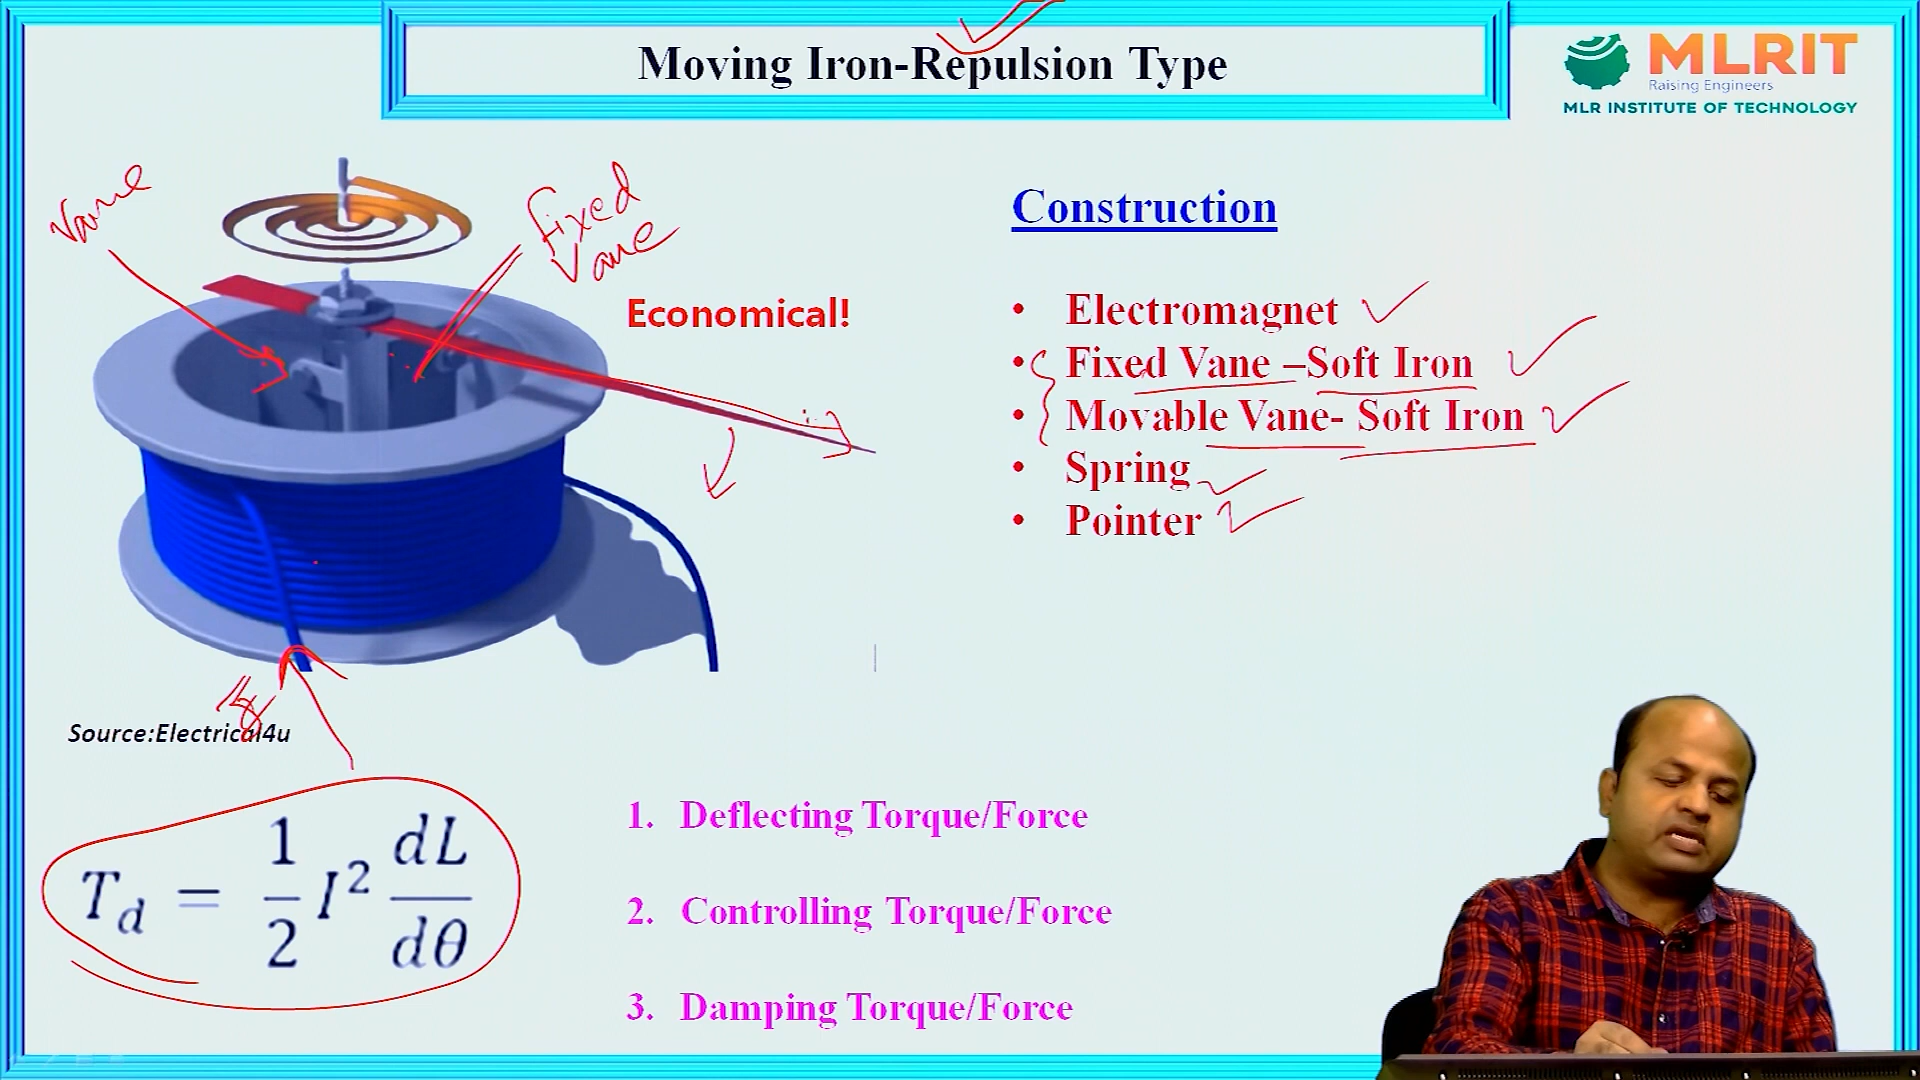 Moving Iron-Repulsion Type
MLRIT
Raising Engineers
MLR INSTITUTE OF TECHNOLOGY
Vane
Fixed
Vane
Economical!
Construction
• Electromagnet
• Fixed Vane –Soft Iron
• Movable Vane- Soft Iron
• Spring
• Pointer
Source:Electrical4u
T_d = 1/2 I² dL/dθ
1. Deflecting Torque/Force
2. Controlling Torque/Force
3. Damping Torque/Force